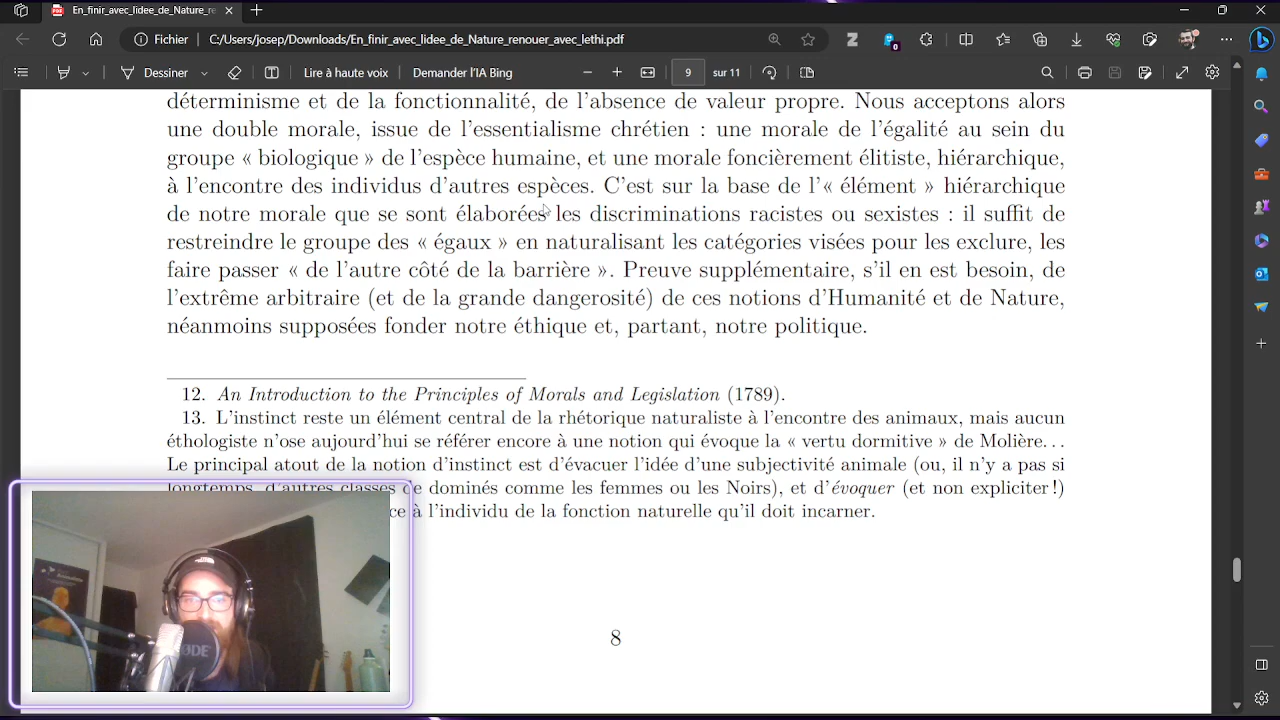 En_finir_avec_lidee_de_Nature_re
Fichier C:/Users/josep/Downloads/En_finir_avec_lidee_de_Nature_renouer_avec_lethi.pdf
0
Dessiner Lire à haute voix Demander l'IA Bing 9 sur 11
déterminisme et de la fonctionnalité, de l'absence de valeur propre. Nous acceptons alors
une double morale, issue de l'essentialisme chrétien : une morale de l'égalité au sein du
groupe « biologique » de l'espèce humaine, et une morale foncièrement élitiste, hiérarchique,
à l'encontre des individus d'autres espèces. C'est sur la base de l'« élément » hiérarchique
de notre morale que se sont élaborées les discriminations racistes ou sexistes : il suffit de
restreindre le groupe des « égaux » en naturalisant les catégories visées pour les exclure, les
faire passer « de l'autre côté de la barrière ». Preuve supplémentaire, s'il en est besoin, de
l'extrême arbitraire (et de la grande dangerosité) de ces notions d'Humanité et de Nature,
néanmoins supposées fonder notre éthique et, partant, notre politique.
12. An Introduction to the Principles of Morals and Legislation (1789).
13. L'instinct reste un élément central de la rhétorique naturaliste à l'encontre des animaux, mais aucun
éthologiste n'ose aujourd'hui se référer encore à une notion qui évoque la « vertu dormitive » de Molière...
Le principal atout de la notion d'instinct est d'évacuer l'idée d'une subjectivité animale (ou, il n'y a pas si
longtemps, d'autres classes de dominés comme les femmes ou les Noirs), et d'évoquer (et non expliciter !)
à l'individu de la fonction naturelle qu'il doit incarner.
RØDE
8